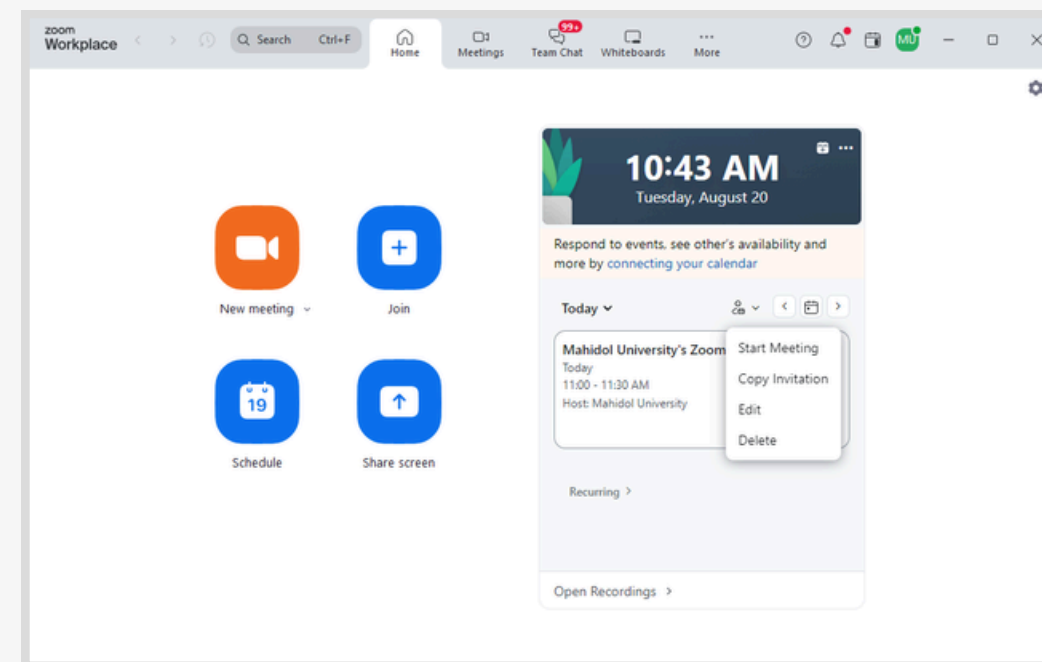 zoom
Workplace
Search Ctrl+F
Home
Meetings
99+
Team Chat
Whiteboards
More
MU
10:43 AM
Tuesday, August 20
Respond to events, see other's availability and
more by connecting your calendar
New meeting
Join
19
Schedule
Share screen
Today
Mahidol University's Zoom
Today
11:00 - 11:30 AM
Host: Mahidol University
Start Meeting
Copy Invitation
Edit
Delete
Recurring >
Open Recordings >